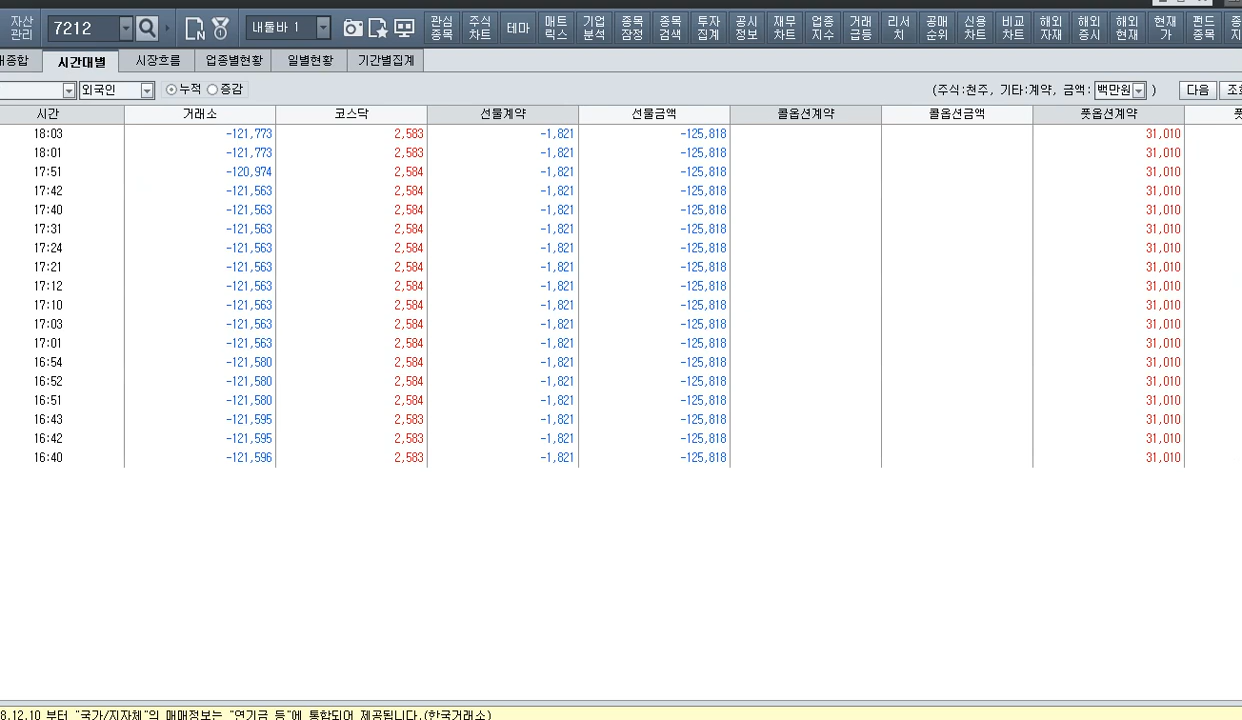 자산관리 7212 내툴바 1 관심종목 주식차트 테마 매트릭스 기업분석 종목잠정 종목검색 투자집계 공시정보 재무차트 업종지수 거래급등 리서치 공매순위 신용차트 비교차트 해외자재 해외증시 해외현재 현재가 펀드종목
시간대별 시장흐름 업종별현황 일별현황 기간별집계
외국인 누적 증감 (주식:천주, 기타:계약, 금액: 백만원 ) 다음
시간 거래소 코스닥 선물계약 선물금액 콜옵션계약 콜옵션금액 풋옵션계약
18:03 -121,773 2,583 -1,821 -125,818 31,010
18:01 -121,773 2,583 -1,821 -125,818 31,010
17:51 -120,974 2,584 -1,821 -125,818 31,010
17:42 -121,563 2,584 -1,821 -125,818 31,010
17:40 -121,563 2,584 -1,821 -125,818 31,010
17:31 -121,563 2,584 -1,821 -125,818 31,010
17:24 -121,563 2,584 -1,821 -125,818 31,010
17:21 -121,563 2,584 -1,821 -125,818 31,010
17:12 -121,563 2,584 -1,821 -125,818 31,010
17:10 -121,563 2,584 -1,821 -125,818 31,010
17:03 -121,563 2,584 -1,821 -125,818 31,010
17:01 -121,563 2,584 -1,821 -125,818 31,010
16:54 -121,580 2,584 -1,821 -125,818 31,010
16:52 -121,580 2,584 -1,821 -125,818 31,010
16:51 -121,580 2,584 -1,821 -125,818 31,010
16:43 -121,595 2,583 -1,821 -125,818 31,010
16:42 -121,595 2,583 -1,821 -125,818 31,010
16:40 -121,596 2,583 -1,821 -125,818 31,010
8.12.10 부터 "국가/지자체"의 매매정보는 "연기금 등"에 통합되어 제공됩니다.(한국거래소)